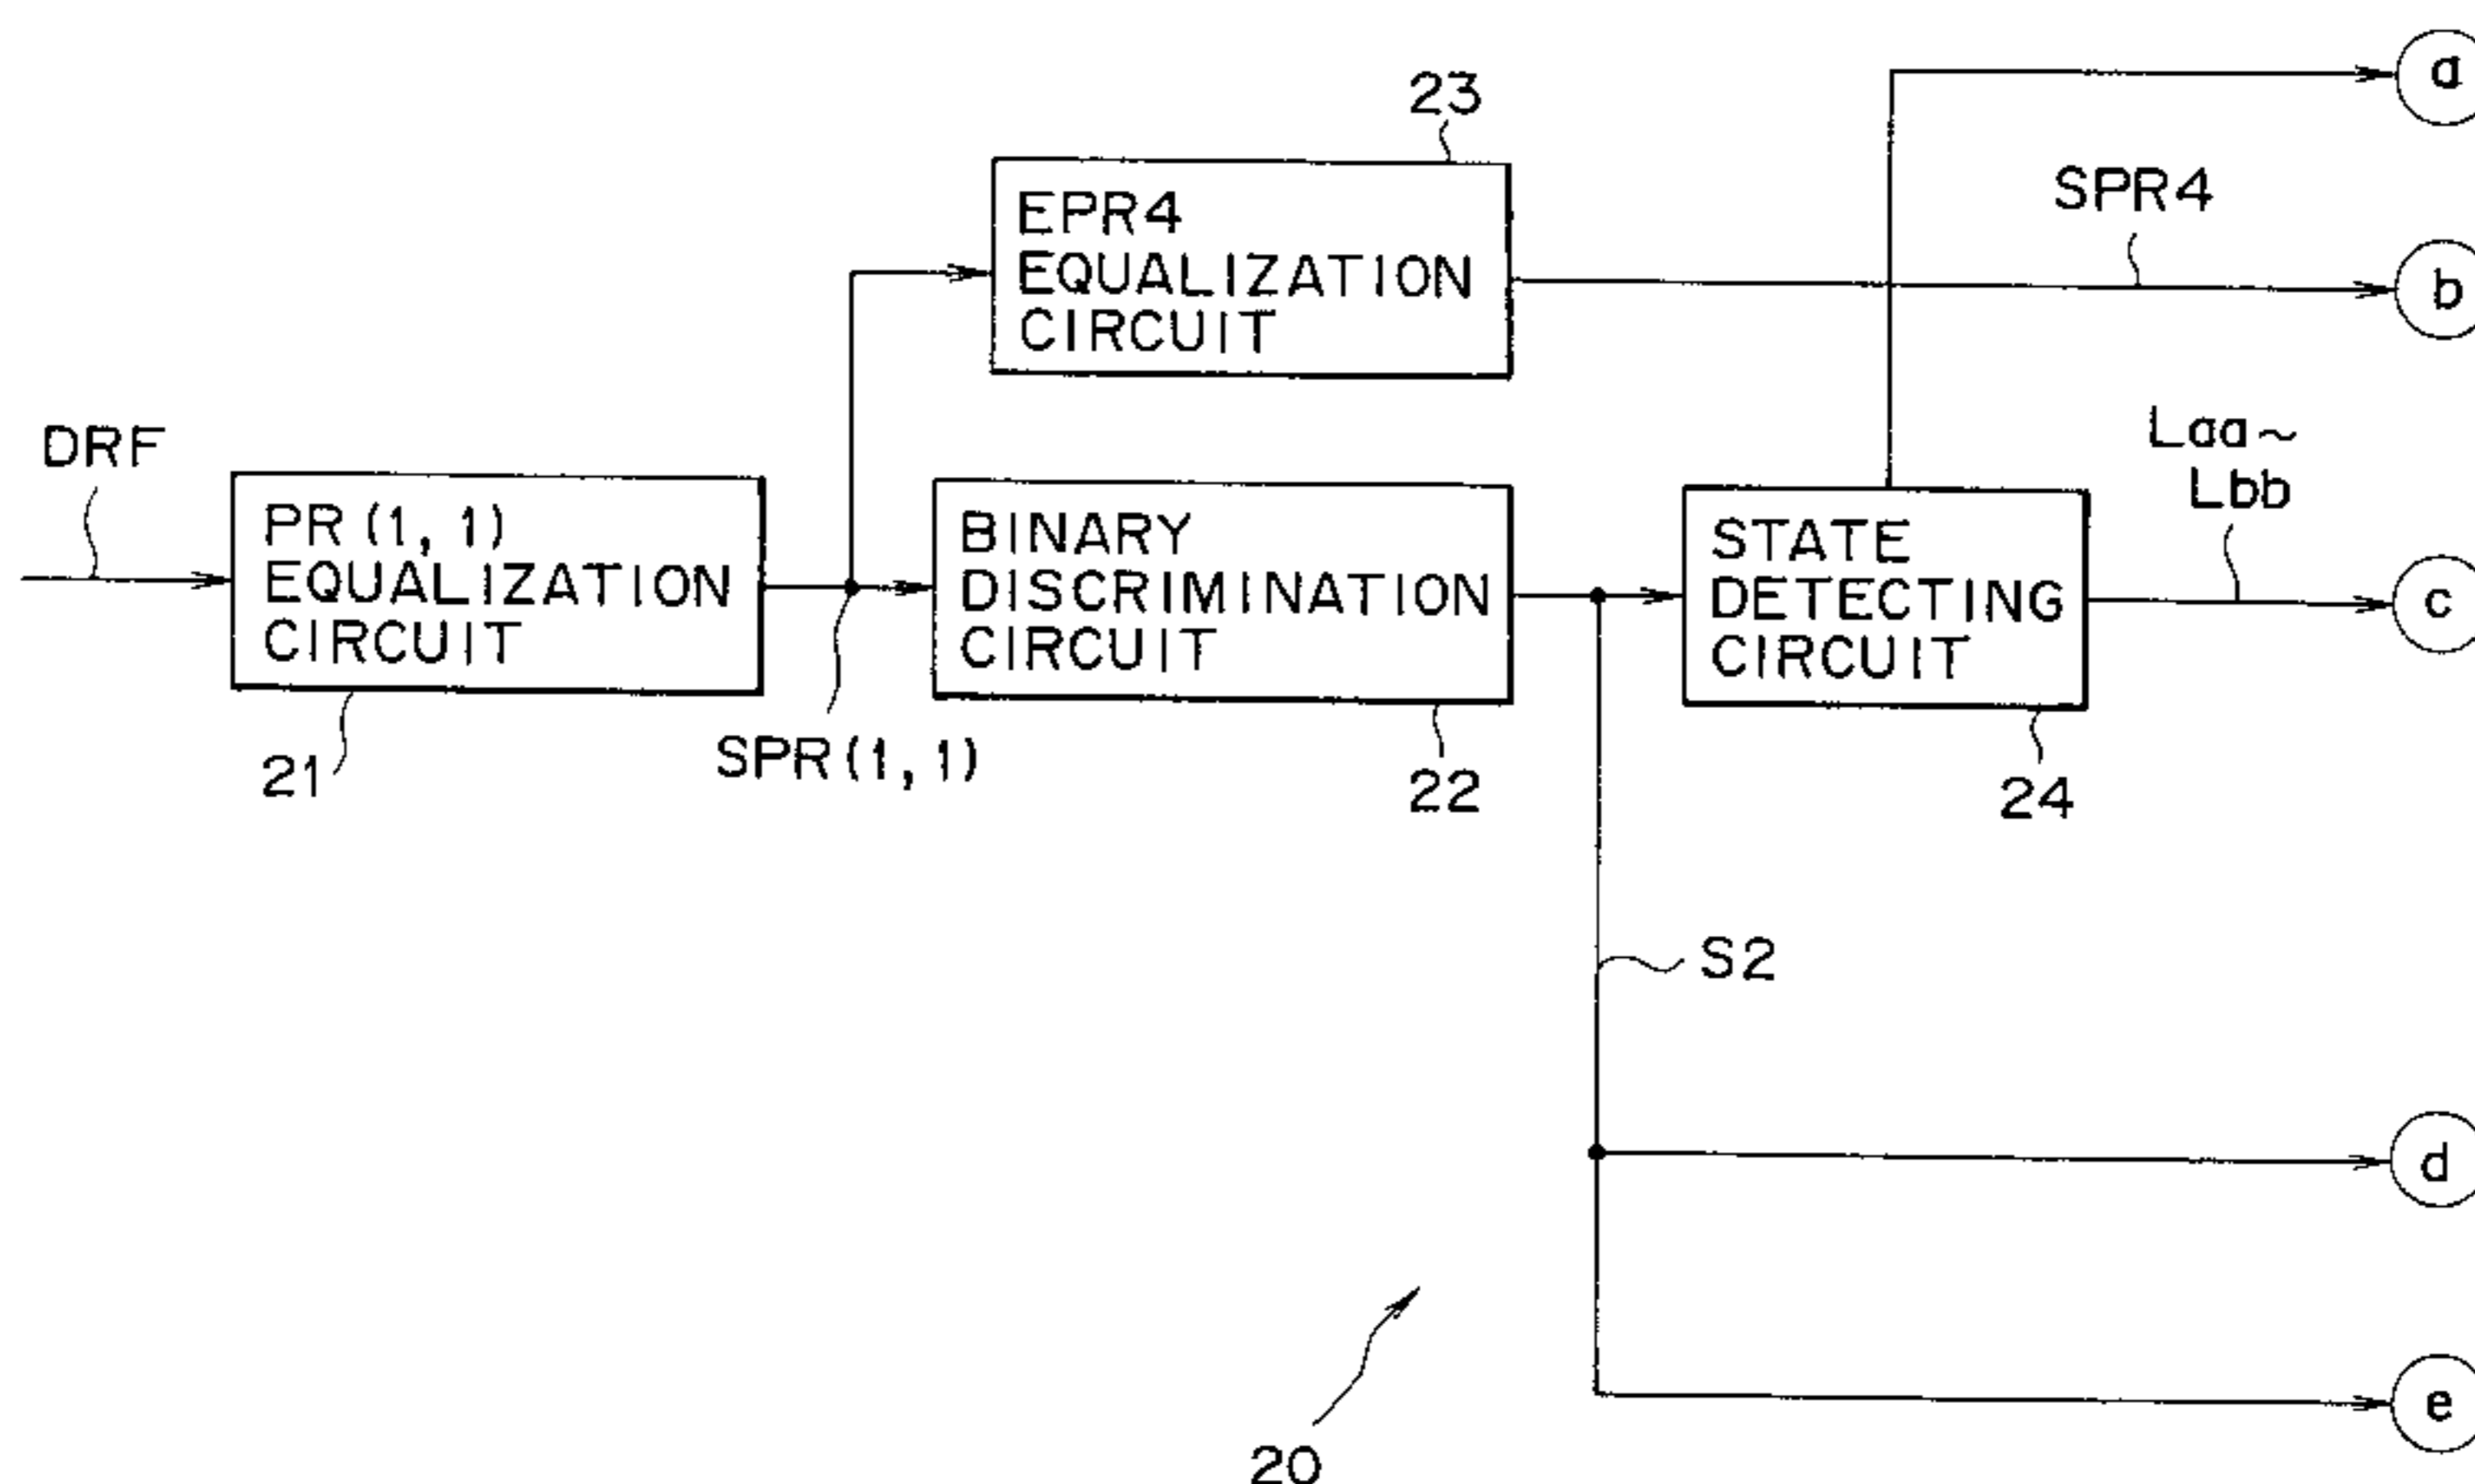 a
23
EPR4
EQUALIZATION
CIRCUIT
SPR4
b
DRF
PR(1,1)
EQUALIZATION
CIRCUIT
21
SPR(1,1)
BINARY
DISCRIMINATION
CIRCUIT
22
STATE
DETECTING
CIRCUIT
24
Laa~
Lbb
c
S2
d
e
20